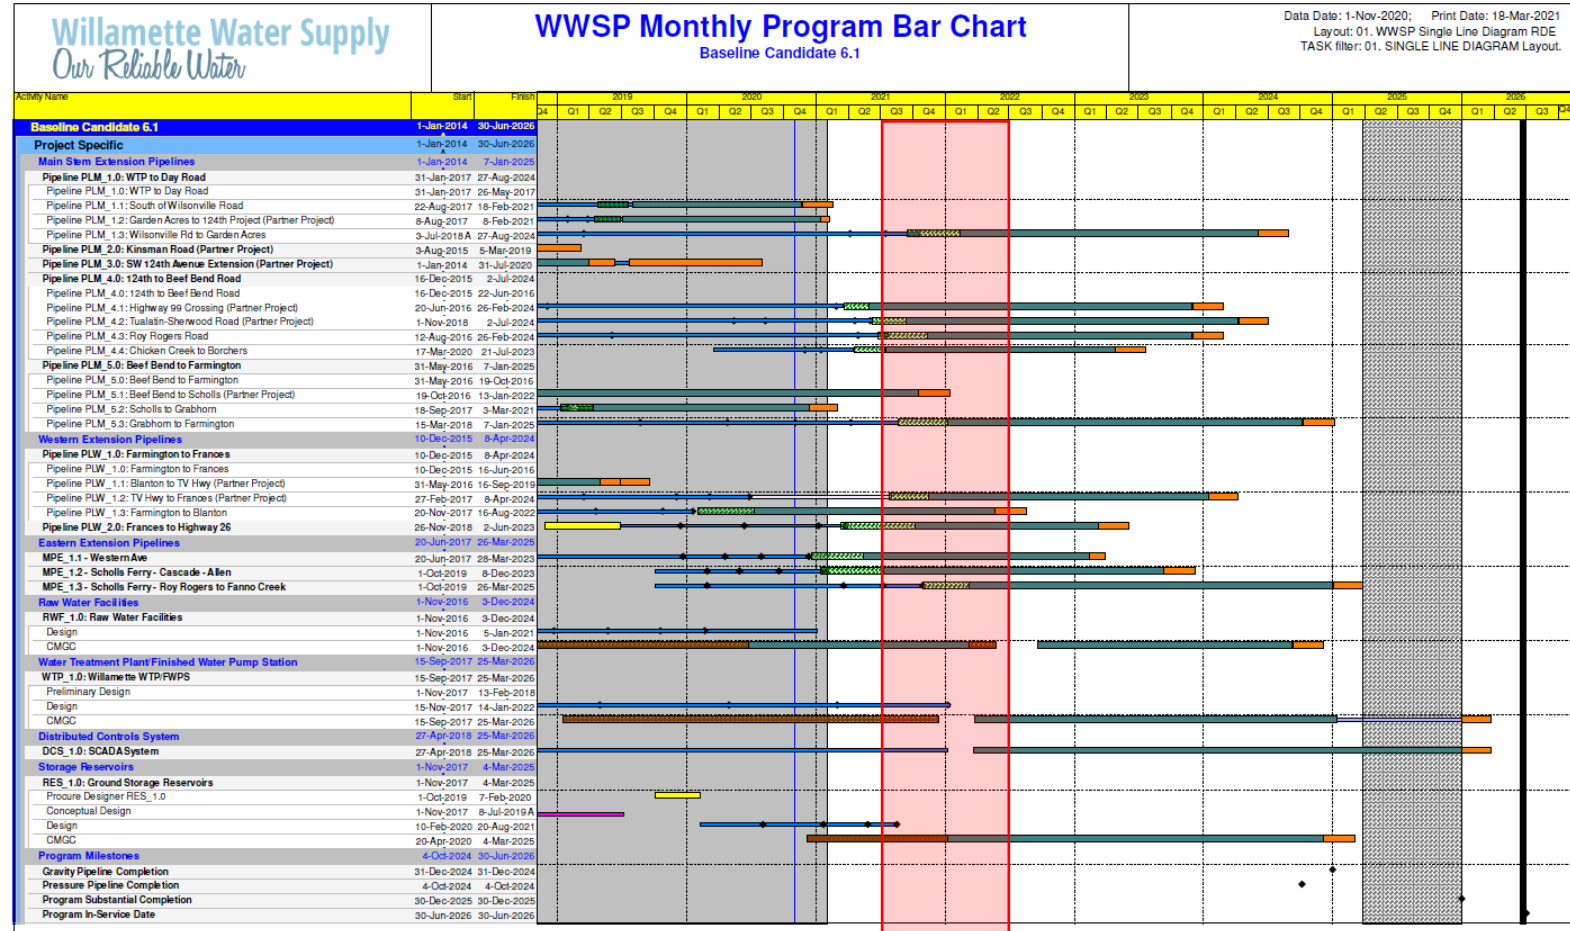 Willamette Water Supply
Our Reliable Water
WWSP Monthly Program Bar Chart
Baseline Candidate 6.1
Data Date: 1-Nov-2020; Print Date: 18-Mar-2021
Layout: 01. WWSP Single Line Diagram RDE
TASK filter: 01. SINGLE LINE DIAGRAM Layout.
Activity Name Start Finish 2019 2020 2021 2022 2023 2024 2025 2026
Q4 Q1 Q2 Q3 Q4 Q1 Q2 Q3 Q4 Q1 Q2 Q3 Q4 Q1 Q2 Q3 Q4 Q1 Q2 Q3 Q4 Q1 Q2 Q3 Q4 Q1 Q2 Q3 Q4 Q1 Q2 Q3 Q4
Baseline Candidate 6.1 1-Jan-2014 30-Jun-2026
Project Specific 1-Jan-2014 30-Jun-2026
Main Stem Extension Pipelines 1-Jan-2014 7-Jan-2025
Pipeline PLM_1.0: WTP to Day Road 31-Jan-2017 27-Aug-2024
Pipeline PLM_1.0: WTP to Day Road 31-Jan-2017 26-May-2017
Pipeline PLM_1.1: South of Wilsonville Road 22-Aug-2017 18-Feb-2021
Pipeline PLM_1.2: Garden Acres to 124th Project (Partner Project) 8-Aug-2017 8-Feb-2021
Pipeline PLM_1.3: Wilsonville Rd to Garden Acres 3-Jul-2018 A 27-Aug-2024
Pipeline PLM_2.0: Kinsman Road (Partner Project) 3-Aug-2015 5-Mar-2019
Pipeline PLM_3.0: SW 124th Avenue Extension (Partner Project) 1-Jan-2014 31-Jul-2020
Pipeline PLM_4.0: 124th to Beef Bend Road 16-Dec-2015 2-Jul-2024
Pipeline PLM_4.0: 124th to Beef Bend Road 16-Dec-2015 22-Jun-2016
Pipeline PLM_4.1: Highway 99 Crossing (Partner Project) 20-Jun-2016 26-Feb-2024
Pipeline PLM_4.2: Tualatin-Sherwood Road (Partner Project) 1-Nov-2018 2-Jul-2024
Pipeline PLM_4.3: Roy Rogers Road 12-Aug-2016 26-Feb-2024
Pipeline PLM_4.4: Chicken Creek to Borchers 17-Mar-2020 21-Jul-2023
Pipeline PLM_5.0: Beef Bend to Farmington 31-May-2016 7-Jan-2025
Pipeline PLM_5.0: Beef Bend to Farmington 31-May-2016 19-Oct-2016
Pipeline PLM_5.1: Beef Bend to Scholls (Partner Project) 19-Oct-2016 13-Jan-2022
Pipeline PLM_5.2: Scholls to Grabhorn 18-Sep-2017 3-Mar-2021
Pipeline PLM_5.3: Grabhorn to Farmington 15-Mar-2018 7-Jan-2025
Western Extension Pipelines 10-Dec-2015 8-Apr-2024
Pipeline PLW_1.0: Farmington to Frances 10-Dec-2015 8-Apr-2024
Pipeline PLW_1.0: Farmington to Frances 10-Dec-2015 16-Jun-2016
Pipeline PLW_1.1: Blanton to TV Hwy (Partner Project) 31-May-2016 16-Sep-2019
Pipeline PLW_1.2: TV Hwy to Frances (Partner Project) 27-Feb-2017 8-Apr-2024
Pipeline PLW_1.3: Farmington to Blanton 20-Nov-2017 16-Aug-2022
Pipeline PLW_2.0: Frances to Highway 26 26-Nov-2018 2-Jun-2023
Eastern Extension Pipelines 20-Jun-2017 26-Mar-2025
MPE_1.1 - Western Ave 20-Jun-2017 28-Mar-2023
MPE_1.2 - Scholls Ferry - Cascade - Allen 1-Oct-2019 8-Dec-2023
MPE_1.3 - Scholls Ferry - Roy Rogers to Fanno Creek 1-Oct-2019 26-Mar-2025
Raw Water Facilities 1-Nov-2016 3-Dec-2024
RWF_1.0: Raw Water Facilities 1-Nov-2016 3-Dec-2024
Design 1-Nov-2016 5-Jan-2021
CMGC 1-Nov-2016 3-Dec-2024
Water Treatment Plant/Finished Water Pump Station 15-Sep-2017 25-Mar-2026
WTP_1.0: Willamette WTP/FWPS 15-Sep-2017 25-Mar-2026
Preliminary Design 1-Nov-2017 13-Feb-2018
Design 15-Nov-2017 14-Jan-2022
CMGC 15-Sep-2017 25-Mar-2026
Distributed Controls System 27-Apr-2018 25-Mar-2026
DCS_1.0: SCADA System 27-Apr-2018 25-Mar-2026
Storage Reservoirs 1-Nov-2017 4-Mar-2025
RES_1.0: Ground Storage Reservoirs 1-Nov-2017 4-Mar-2025
Procure Designer RES_1.0 1-Oct-2019 7-Feb-2020
Conceptual Design 1-Nov-2017 8-Jul-2019 A
Design 10-Feb-2020 20-Aug-2021
CMGC 20-Apr-2020 4-Mar-2025
Program Milestones 4-Oct-2024 30-Jun-2026
Gravity Pipeline Completion 31-Dec-2024 31-Dec-2024
Pressure Pipeline Completion 4-Oct-2024 4-Oct-2024
Program Substantial Completion 30-Dec-2025 30-Dec-2025
Program In-Service Date 30-Jun-2026 30-Jun-2026